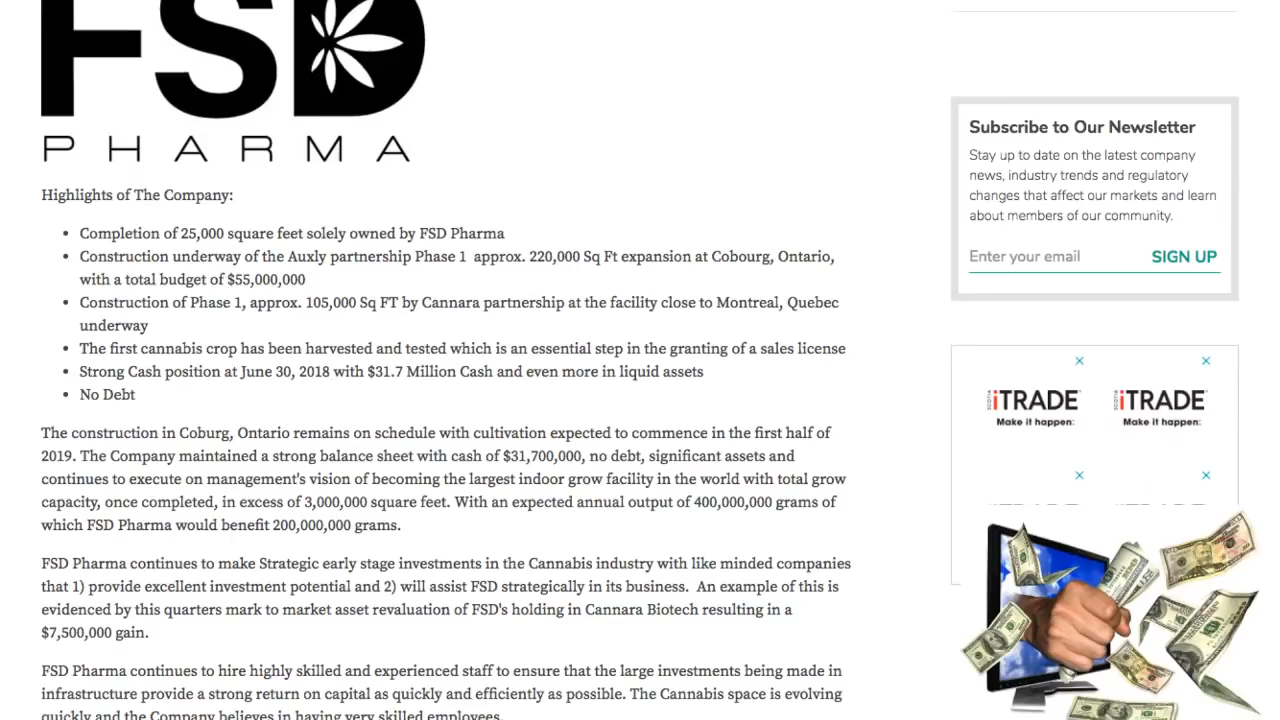 FSD
PHARMA
Highlights of The Company:
• Completion of 25,000 square feet solely owned by FSD Pharma
• Construction underway of the Auxly partnership Phase 1 approx. 220,000 Sq Ft expansion at Cobourg, Ontario,
with a total budget of $55,000,000
• Construction of Phase 1, approx. 105,000 Sq FT by Cannara partnership at the facility close to Montreal, Quebec
underway
• The first cannabis crop has been harvested and tested which is an essential step in the granting of a sales license
• Strong Cash position at June 30, 2018 with $31.7 Million Cash and even more in liquid assets
• No Debt
The construction in Coburg, Ontario remains on schedule with cultivation expected to commence in the first half of
2019. The Company maintained a strong balance sheet with cash of $31,700,000, no debt, significant assets and
continues to execute on management's vision of becoming the largest indoor grow facility in the world with total grow
capacity, once completed, in excess of 3,000,000 square feet. With an expected annual output of 400,000,000 grams of
which FSD Pharma would benefit 200,000,000 grams.
FSD Pharma continues to make Strategic early stage investments in the Cannabis industry with like minded companies
that 1) provide excellent investment potential and 2) will assist FSD strategically in its business. An example of this is
evidenced by this quarters mark to market asset revaluation of FSD's holding in Cannara Biotech resulting in a
$7,500,000 gain.
FSD Pharma continues to hire highly skilled and experienced staff to ensure that the large investments being made in
infrastructure provide a strong return on capital as quickly and efficiently as possible. The Cannabis space is evolving
quickly and the Company believes in having very skilled employees.
Subscribe to Our Newsletter
Stay up to date on the latest company
news, industry trends and regulatory
changes that affect our markets and learn
about members of our community.
Enter your email SIGN UP
SCOTIA iTRADE SCOTIA iTRADE
Make it happen: Make it happen: